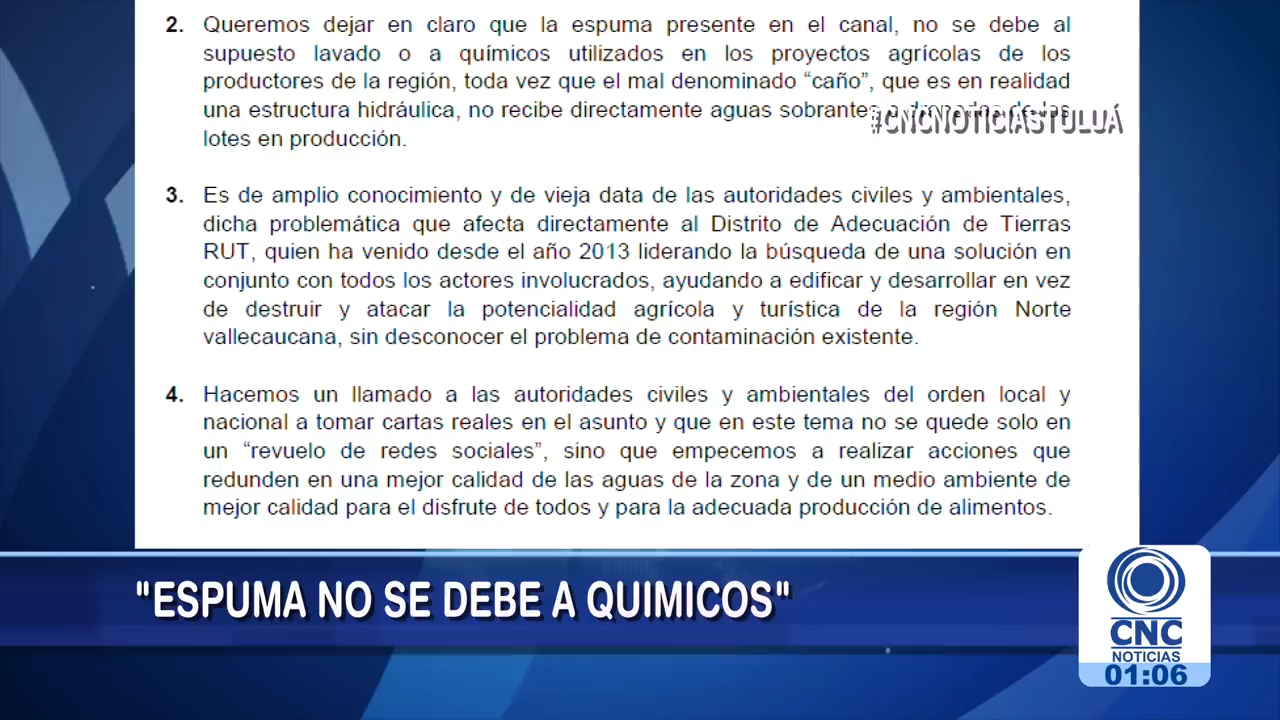 2. Queremos dejar en claro que la espuma presente en el canal, no se debe al
supuesto lavado o a químicos utilizados en los proyectos agrícolas de los
productores de la región, toda vez que el mal denominado “caño”, que es en realidad
una estructura hidráulica, no recibe directamente aguas sobrantes
#CNCNOTICIASTULUÁ
lotes en producción.
3. Es de amplio conocimiento y de vieja data de las autoridades civiles y ambientales,
dicha problemática que afecta directamente al Distrito de Adecuación de Tierras
RUT, quien ha venido desde el año 2013 liderando la búsqueda de una solución en
conjunto con todos los actores involucrados, ayudando a edificar y desarrollar en vez
de destruir y atacar la potencialidad agrícola y turística de la región Norte
vallecaucana, sin desconocer el problema de contaminación existente.
4. Hacemos un llamado a las autoridades civiles y ambientales del orden local y
nacional a tomar cartas reales en el asunto y que en este tema no se quede solo en
un “revuelo de redes sociales”, sino que empecemos a realizar acciones que
redunden en una mejor calidad de las aguas de la zona y de un medio ambiente de
mejor calidad para el disfrute de todos y para la adecuada producción de alimentos.
"ESPUMA NO SE DEBE A QUIMICOS"
CNC
NOTICIAS
01:06